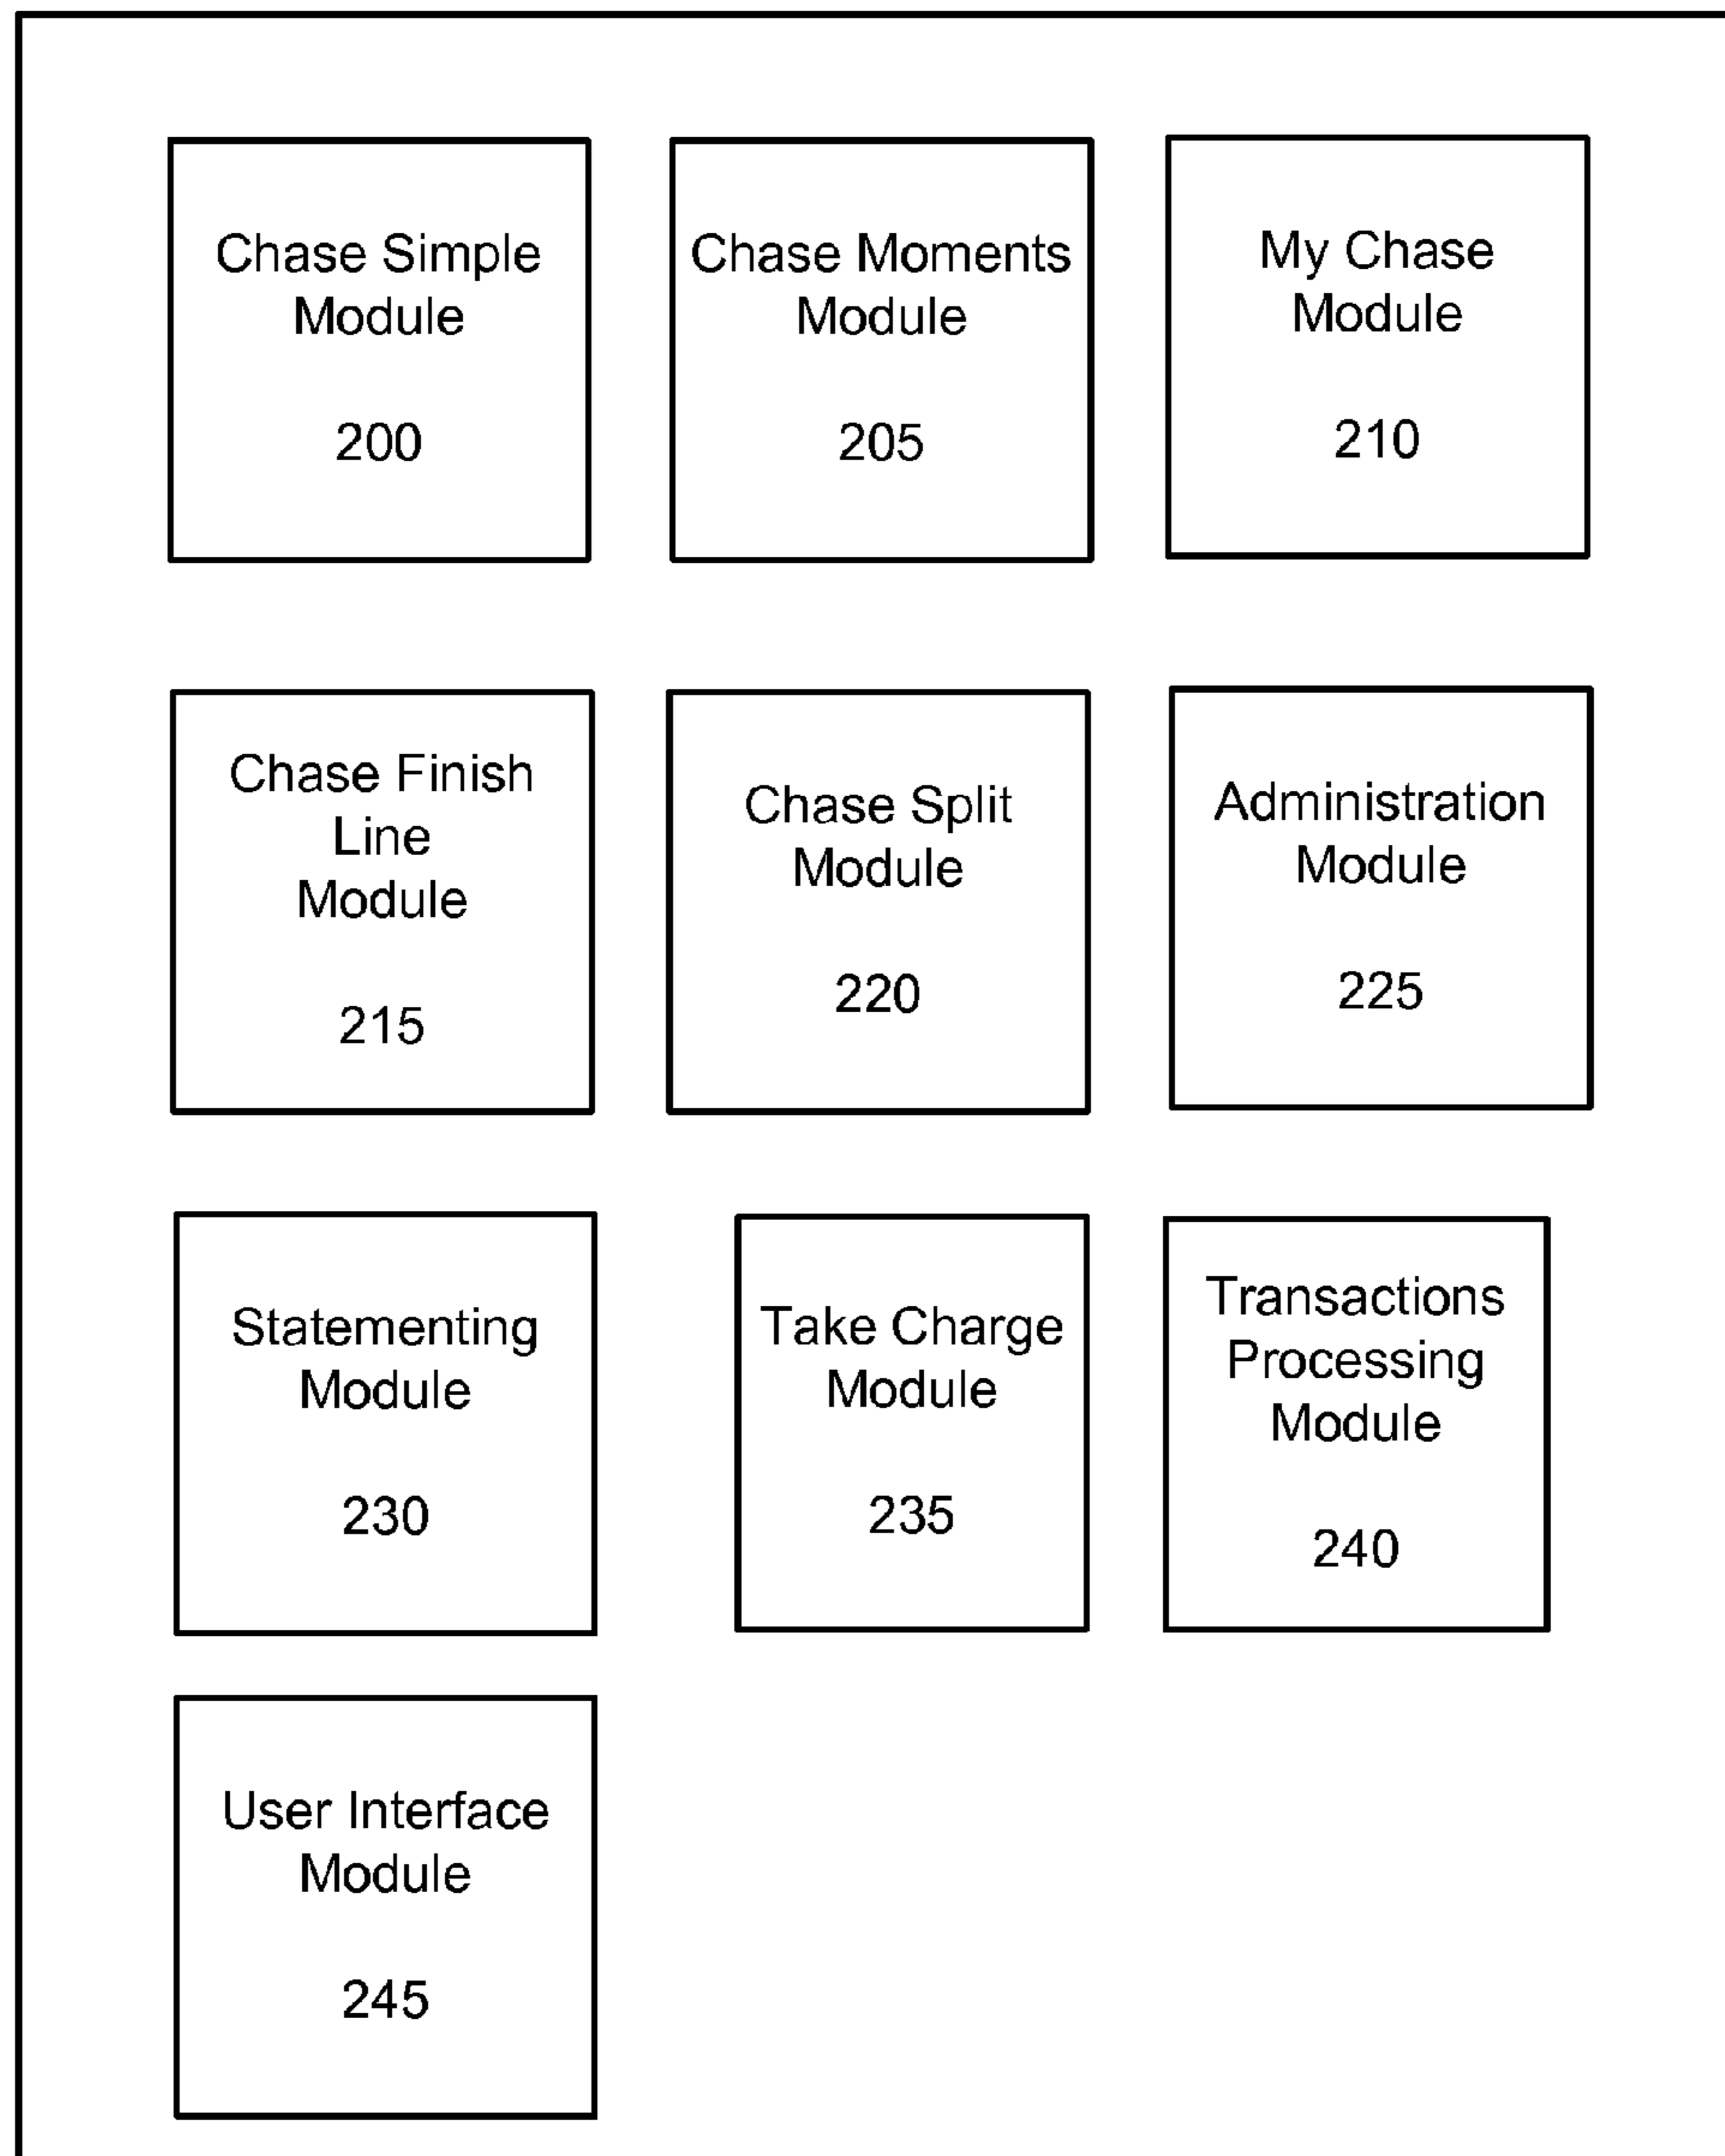 Chase Simple
Module
200
Chase Moments
Module
205
My Chase
Module
210
Chase Finish
Line
Module
215
Chase Split
Module
220
Administration
Module
225
Statementing
Module
230
Take Charge
Module
235
Transactions
Processing
Module
240
User Interface
Module
245